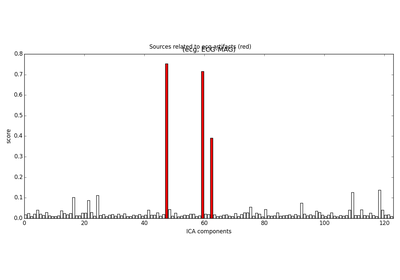 Sources related to ecg artifacts (red)
(ecg, ECG-MAG)
0.8
0.7
0.6
0.5
0.4
0.3
0.2
0.1
0.0
score
0 20 40 60 80 100 120
ICA components